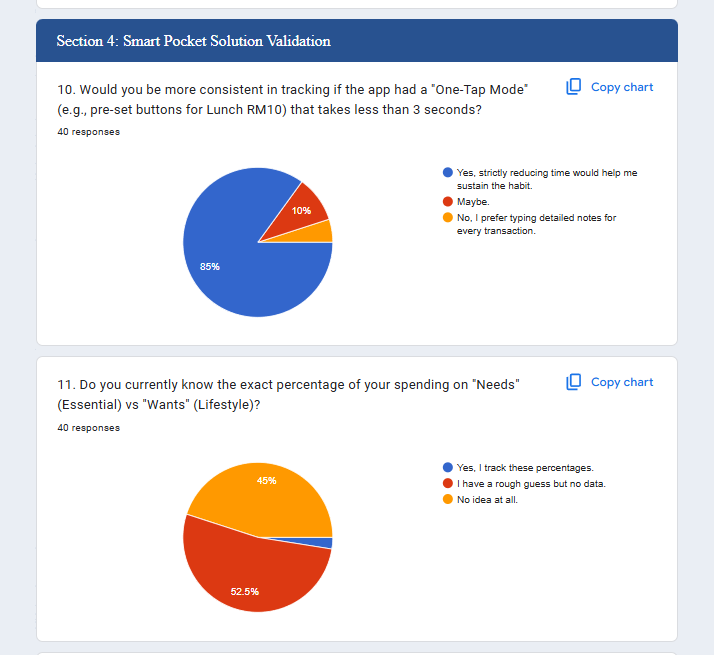 Section 4: Smart Pocket Solution Validation
10. Would you be more consistent in tracking if the app had a "One-Tap Mode"
(e.g., pre-set buttons for Lunch RM10) that takes less than 3 seconds?
Copy chart
40 responses
Yes, strictly reducing time would help me
sustain the habit.
Maybe.
No, I prefer typing detailed notes for
every transaction.
10%
85%
11. Do you currently know the exact percentage of your spending on "Needs"
(Essential) vs "Wants" (Lifestyle)?
Copy chart
40 responses
Yes, I track these percentages.
I have a rough guess but no data.
No idea at all.
45%
52.5%